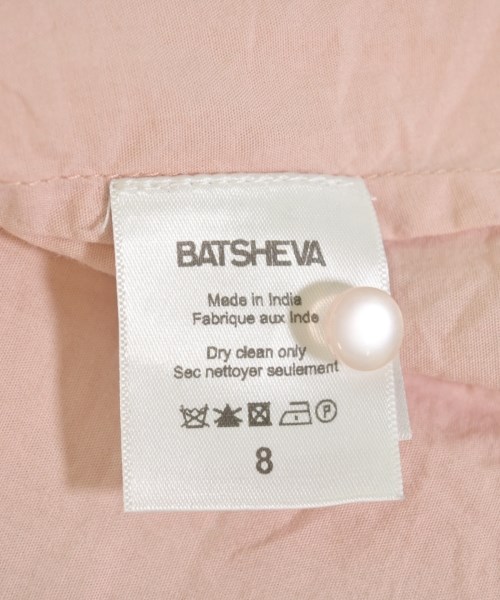 BATSHEVA
Made in India
Fabrique aux Inde
Dry clean only
Sec nettoyer seulement
P
8